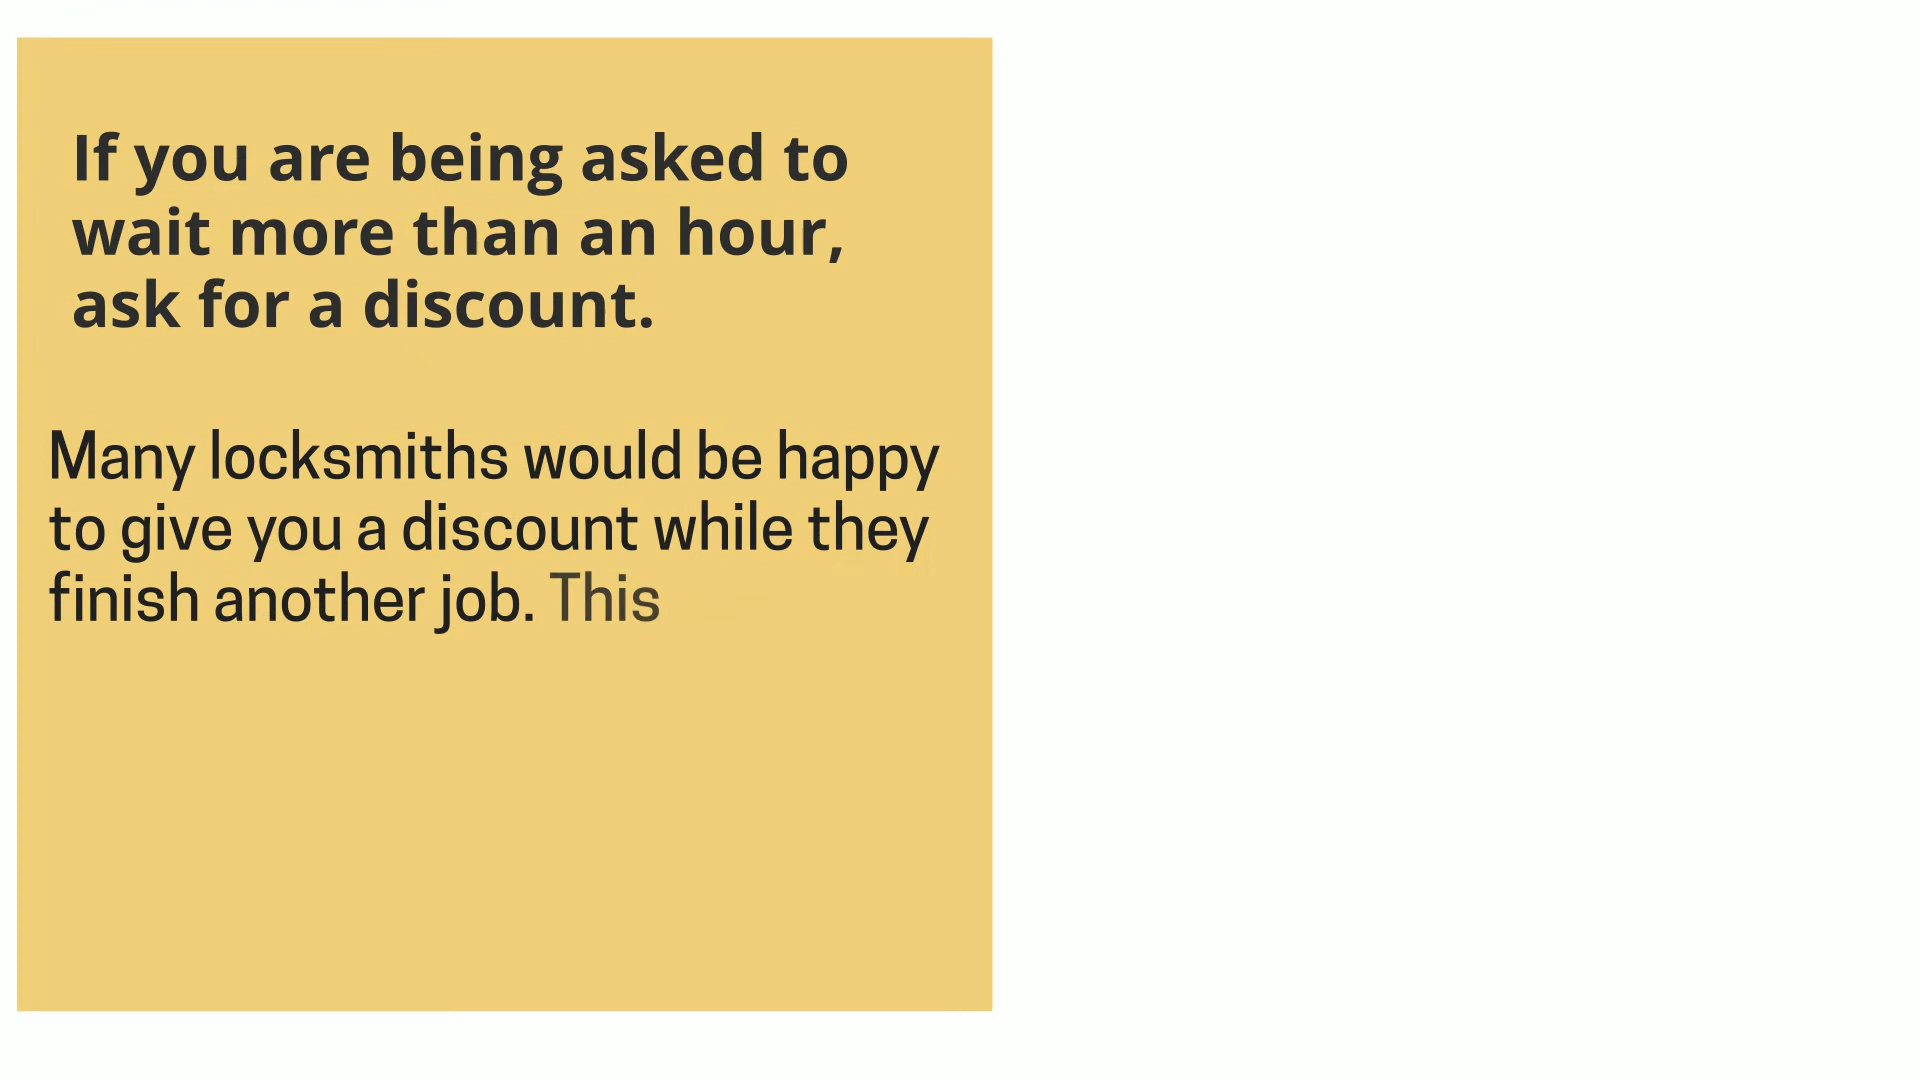 If you are being asked to
wait more than an hour,
ask for a discount.
Many locksmiths would be happy
to give you a discount while they
finish another job. This